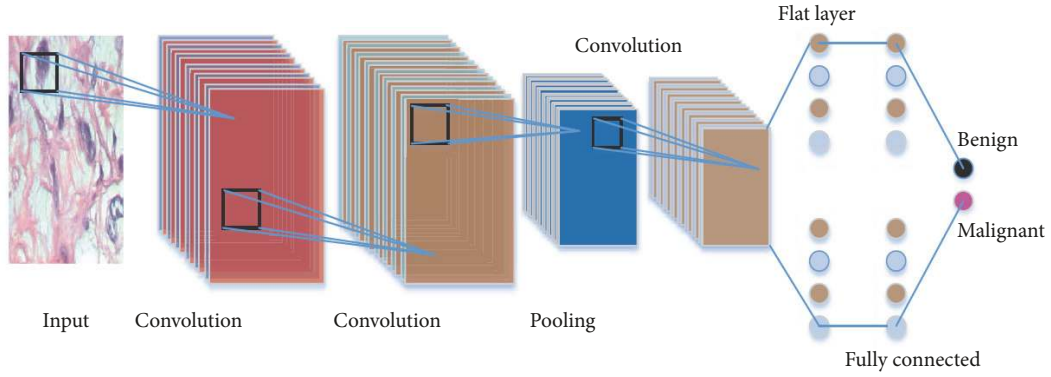 Flat layer
Convolution
Benign
Malignant
Input
Convolution
Convolution
Pooling
Fully connected